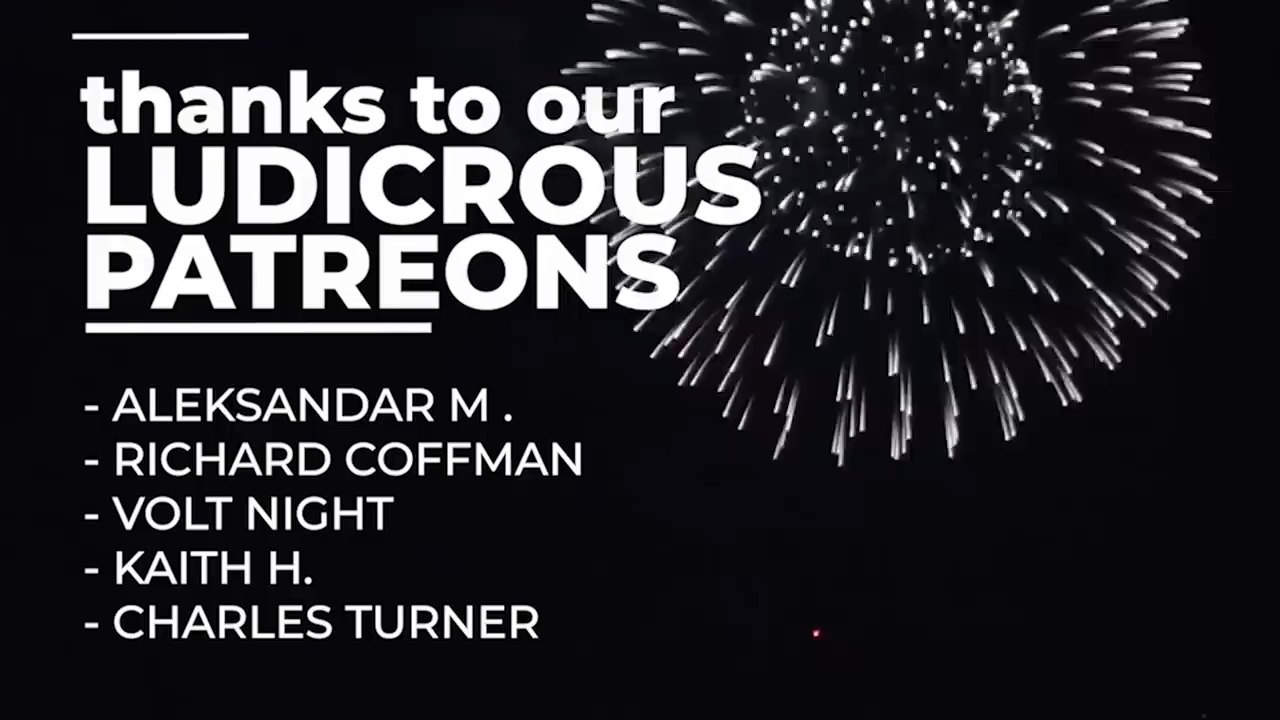 thanks to our
LUDICROUS
PATREONS
- ALEKSANDAR M .
- RICHARD COFFMAN
- VOLT NIGHT
- KAITH H.
- CHARLES TURNER